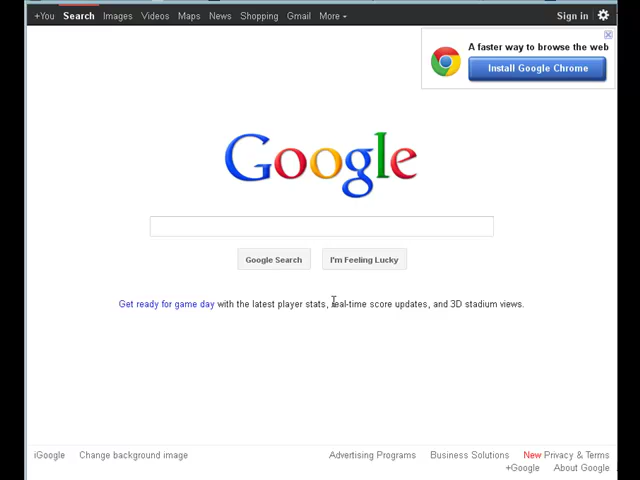 +You Search Images Videos Maps News Shopping Gmail More Sign in
A faster way to browse the web
Install Google Chrome
Google
Google Search I'm Feeling Lucky
Get ready for game day with the latest player stats, real-time score updates, and 3D stadium views.
iGoogle Change background image Advertising Programs Business Solutions New Privacy & Terms
+Google About Google